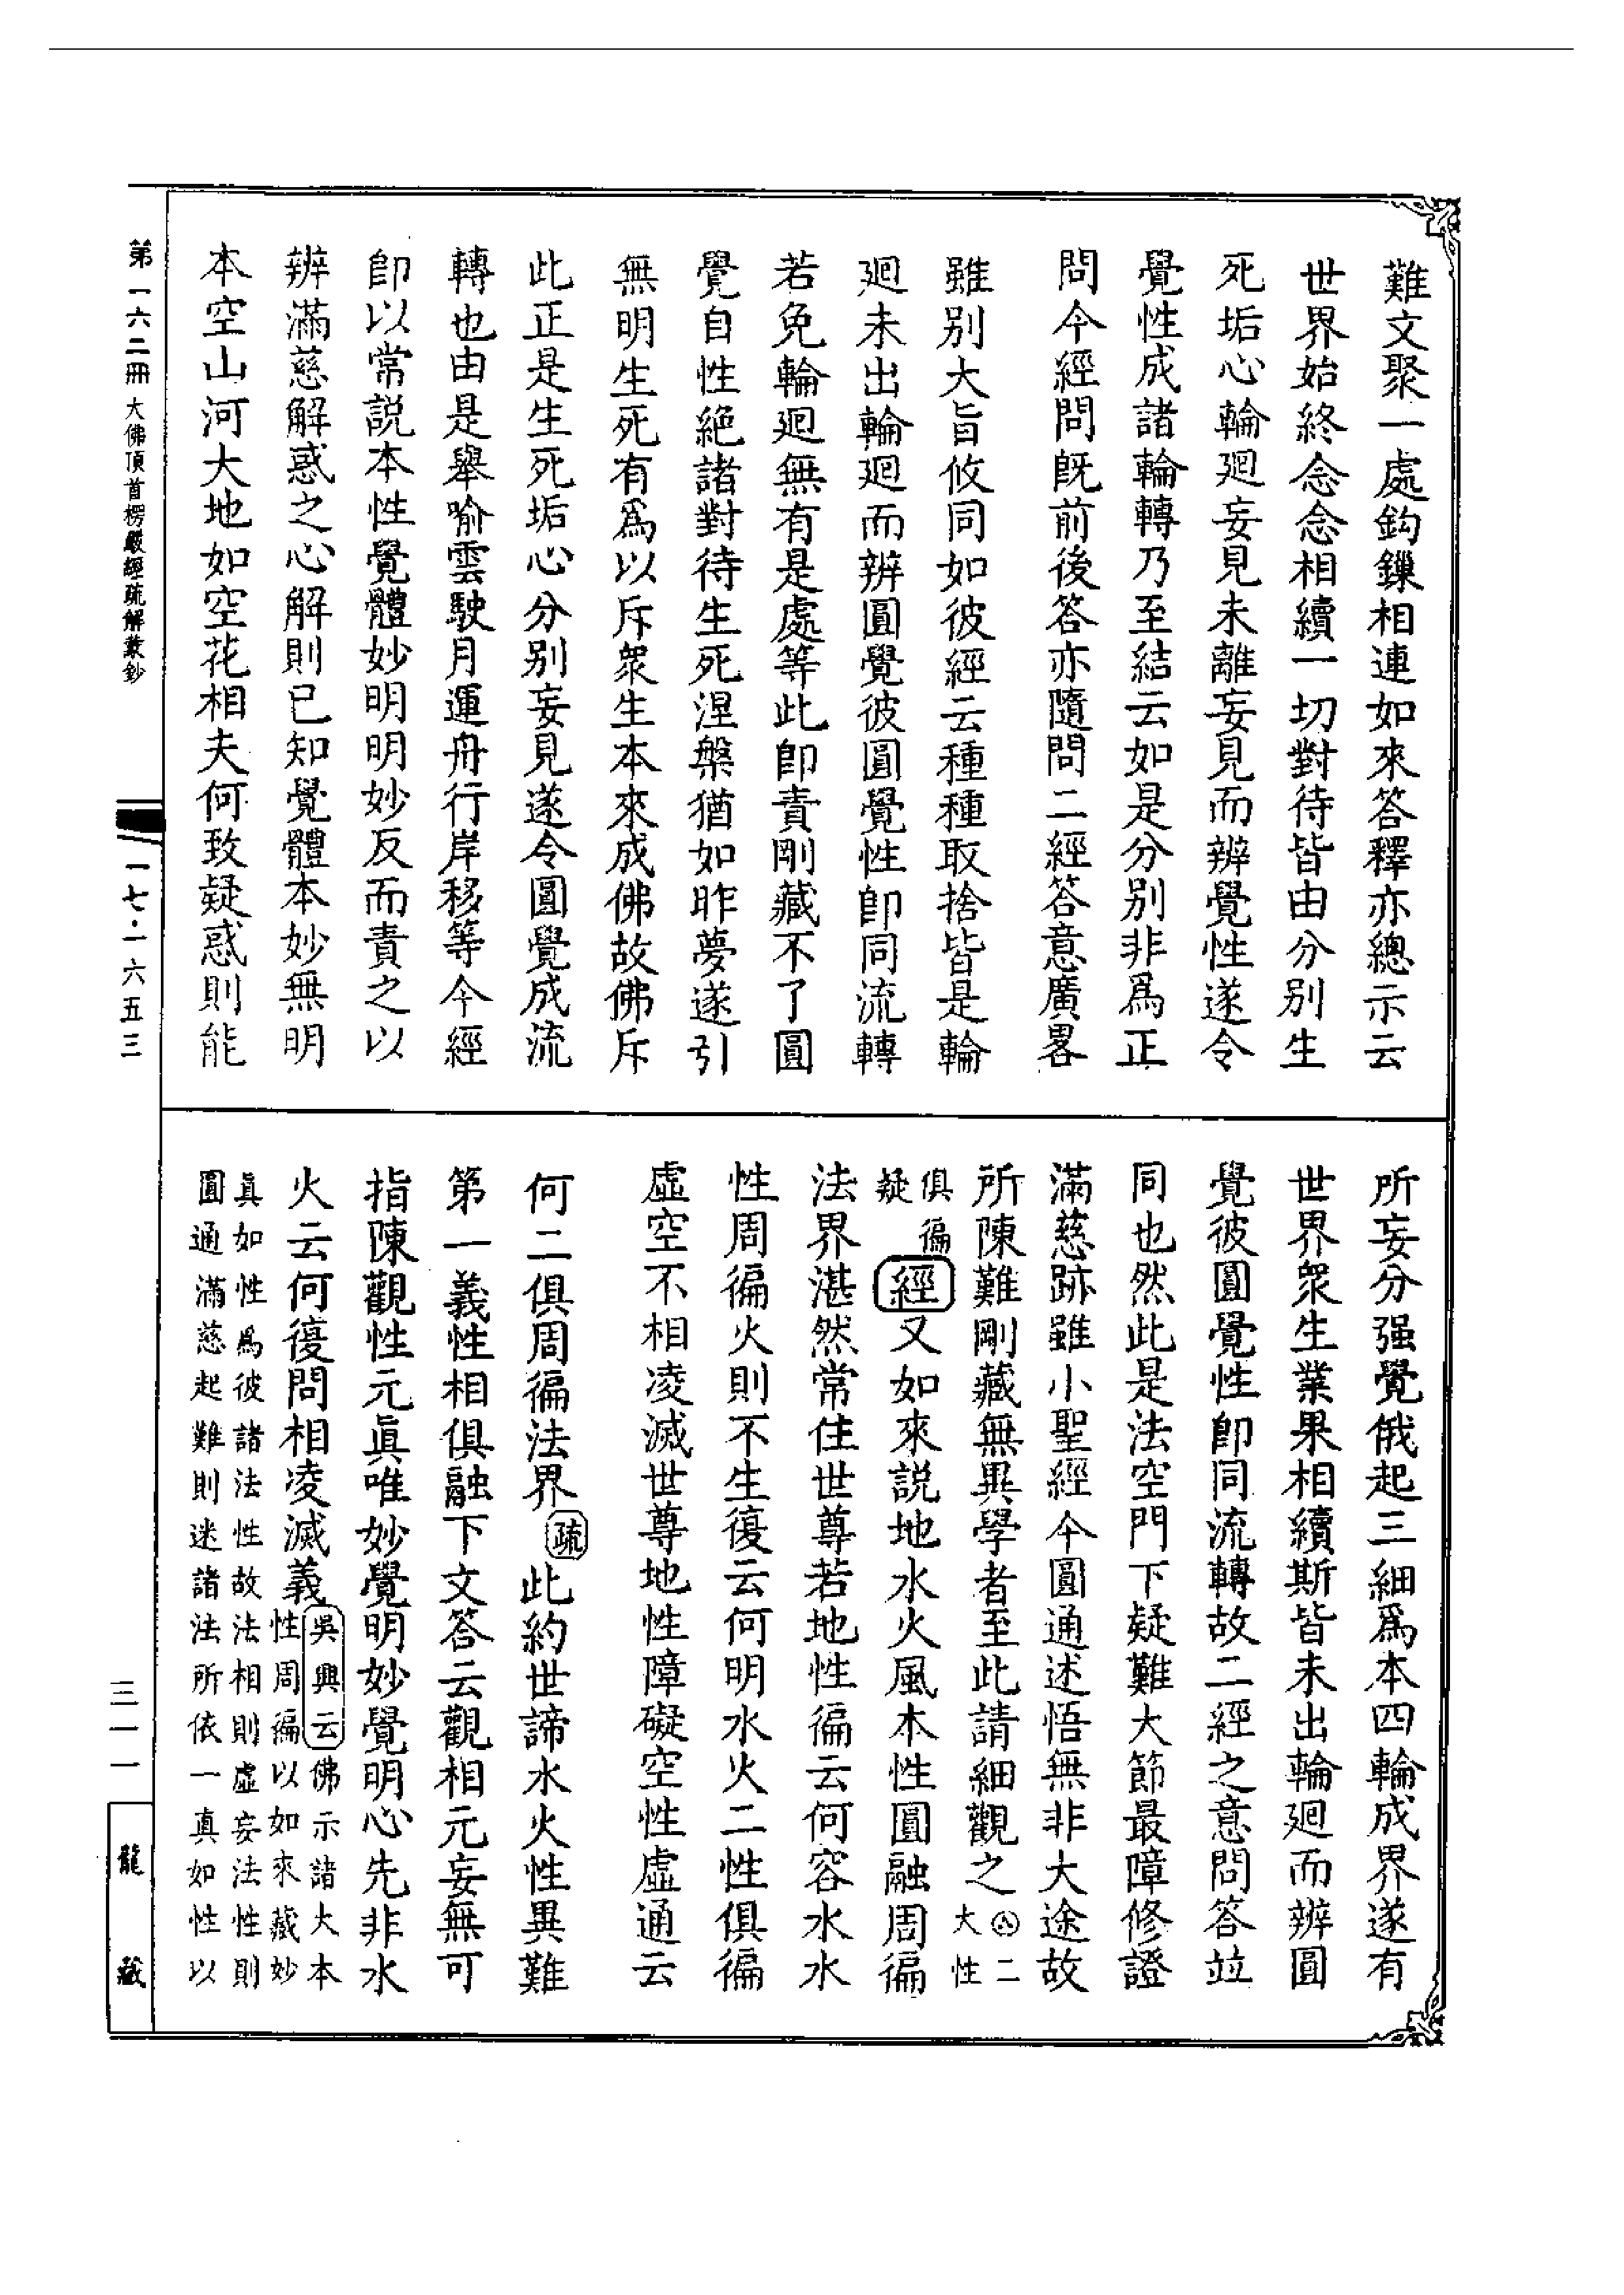 難文聚一處鈎鏁相連如來答釋亦總示云
世界始終念念相續一切對待皆由分別生
死垢心輪廻妄見未離妄見而辨覺性遂令
覺性成諸輪轉乃至結云如是分別非爲正
問今經問旣前後答亦隨問二經答意廣畧
雖別大旨攸同如彼經云種種取捨皆是輪
廻未出輪廻而辨圓覺彼圓覺性卽同流轉
若免輪廻無有是處等此卽責剛藏不了圓
覺自性絶諸對待生死涅槃猶如昨夢遂引
無明生死有爲以斥衆生本來成佛故佛斥
此正是生死垢心分別妄見遂令圓覺成流
轉也由是舉喻雲駛月運舟行岸移等今經
卽以常説本性覺體妙明明妙反而責之以
辨滿慈解惑之心解則已知覺體本妙無明
本空山河大地如空花相夫何致疑惑則能
所妄分强覺俄起三細爲本四輪成界遂有
世界衆生業果相續斯皆未出輪廻而辨圓
覺彼圓覺性卽同流轉故二經之意問答竝
同也然此是法空門下疑難大節最障修證
滿慈跡雖小聖經今圓通述悟無非大途故
所陳難剛藏無異學者至此請細觀之㊇二大性
俱徧疑經又如來説地水火風本性圓融周徧
法界湛然常住世尊若地性徧云何容水水
性周徧火則不生復云何明水火二性俱徧
虛空不相凌滅世尊地性障礙空性虛通云
何二俱周徧法界疏此約世諦水火性異難
第一義性相俱融下文答云觀相元妄無可
指陳觀性元眞唯妙覺明妙覺明心先非水
火云何復問相凌滅義吳興云佛示諸大本性周徧以如來藏妙
眞如性爲彼諸法性故法相則虛妄法性則圓通滿慈起難則迷諸法所依一真如性以
第一六二冊 大佛頂首楞嚴經疏解蒙鈔
一七·一六五三
三一一
龍藏